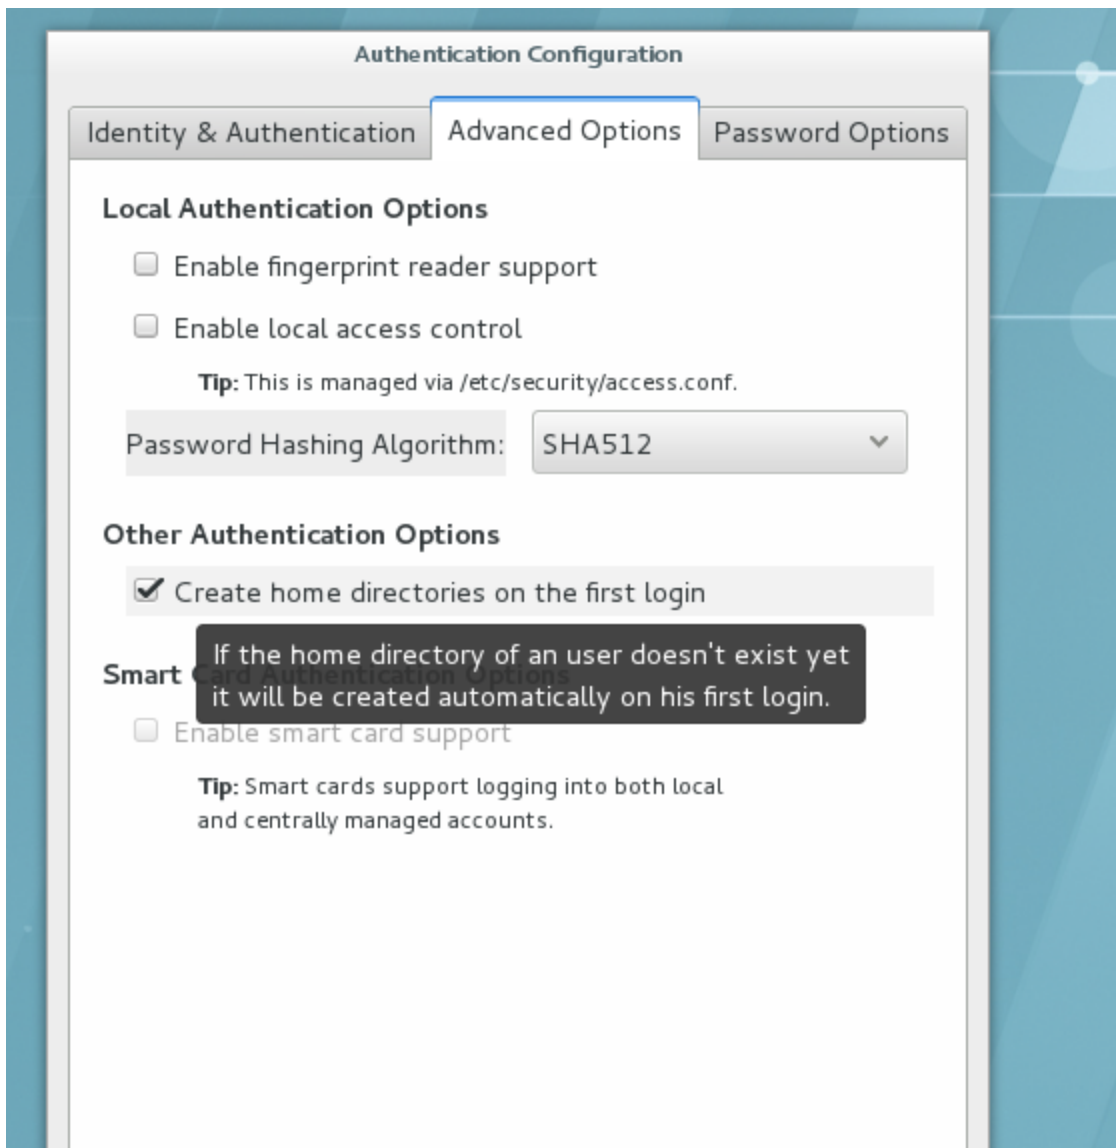 Authentication Configuration
Identity & Authentication
Advanced Options
Password Options
Local Authentication Options
Enable fingerprint reader support
Enable local access control
Tip: This is managed via /etc/security/access.conf.
Password Hashing Algorithm:
SHA512
Other Authentication Options
Create home directories on the first login
If the home directory of an user doesn't exist yet
it will be created automatically on his first login.
Smart Card Authentication Options
Enable smart card support
Tip: Smart cards support logging into both local
and centrally managed accounts.